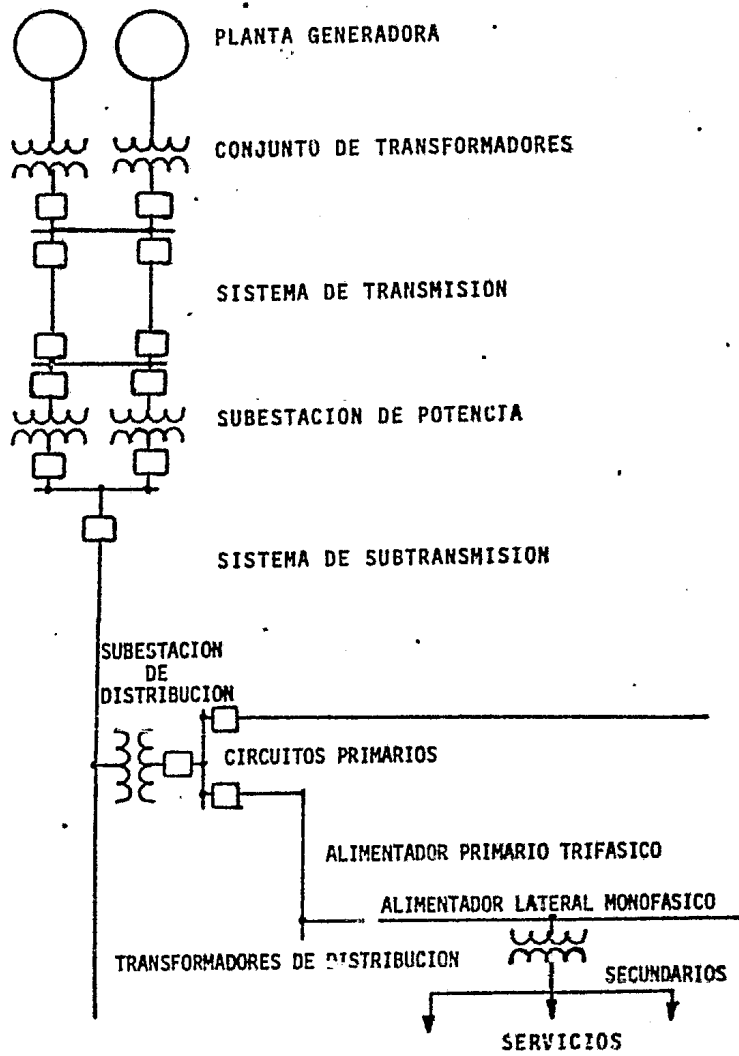 PLANTA GENERADORA
CONJUNTO DE TRANSFORMADORES
SISTEMA DE TRANSMISION
SUBESTACION DE POTENCIA
SISTEMA DE SUBTRANSMISION
SUBESTACION
DE
DISTRIBUCION
CIRCUITOS PRIMARIOS
ALIMENTADOR PRIMARIO TRIFASICO
ALIMENTADOR LATERAL MONOFASICO
TRANSFORMADORES DE DISTRIBUCION
SECUNDARIOS
SERVICIOS